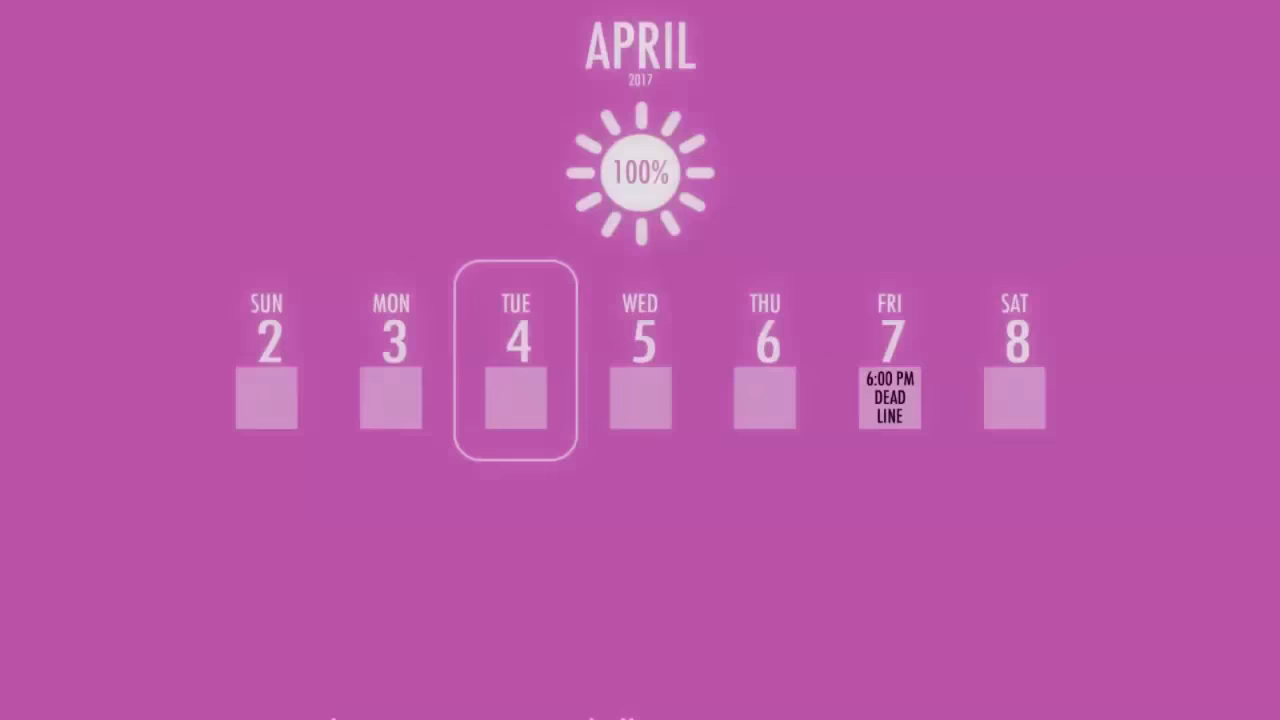 APRIL
2017
100%
SUN MON TUE WED THU FRI SAT
2 3 4 5 6 7 8
6:00 PM
DEAD
LINE